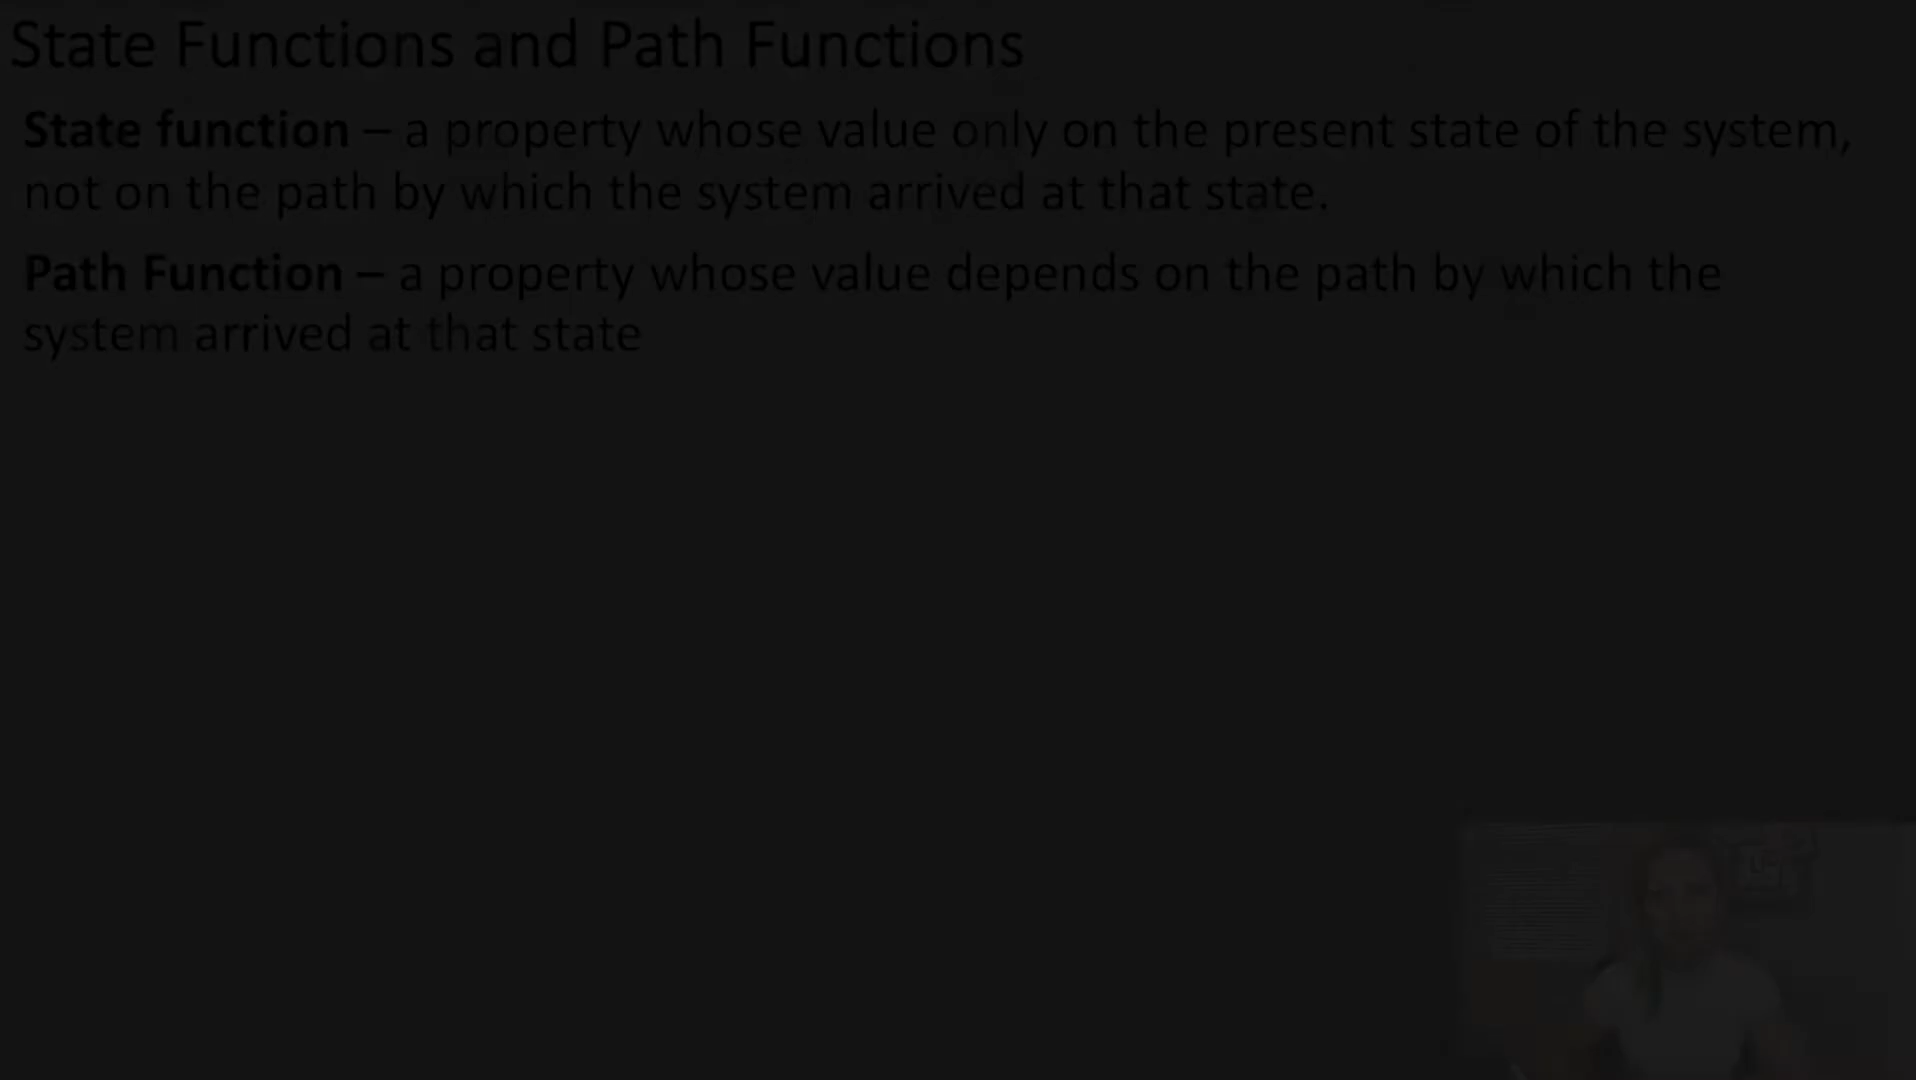 State Functions and Path Functions
State function – a property whose value only on the present state of the system,
not on the path by which the system arrived at that state.
Path Function – a property whose value depends on the path by which the
system arrived at that state